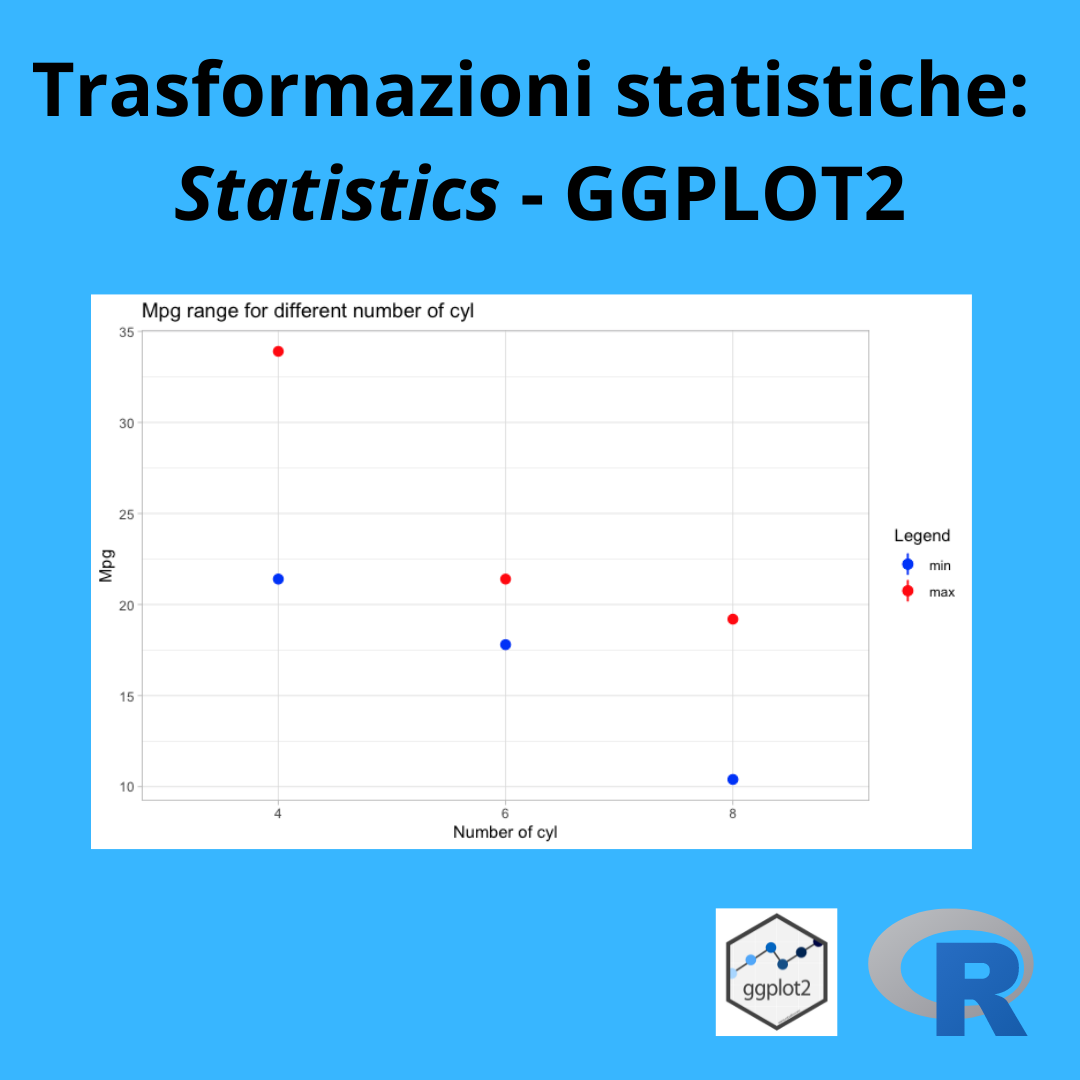 Trasformazioni statistiche:
Statistics - GGPLOT2
Mpg range for different number of cyl
35
30
25
20
15
10
Mpg
4 6 8
Number of cyl
Legend
min
max
ggplot2
R